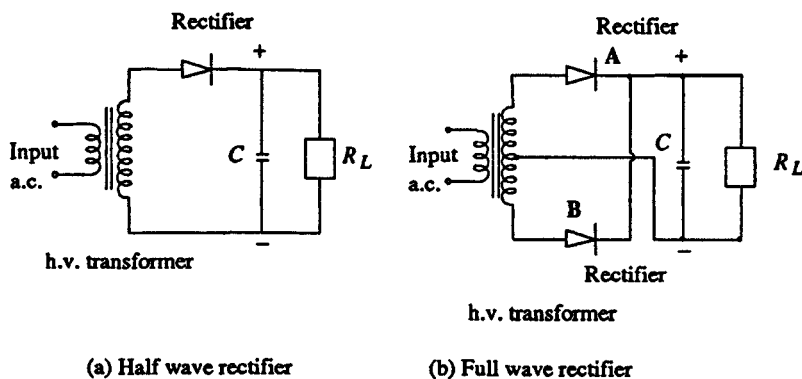 Rectifier
+
C
R_L
Input
a.c.
−
h.v. transformer
(a) Half wave rectifier
Rectifier
A
+
C
R_L
Input
a.c.
B
−
Rectifier
h.v. transformer
(b) Full wave rectifier